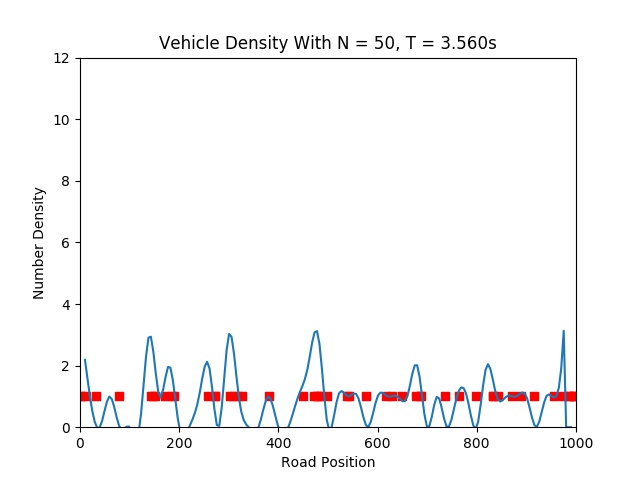 Vehicle Density With N = 50, T = 3.560s
12
10
8
6
4
2
0
Number Density
0 200 400 600 800 1000
Road Position